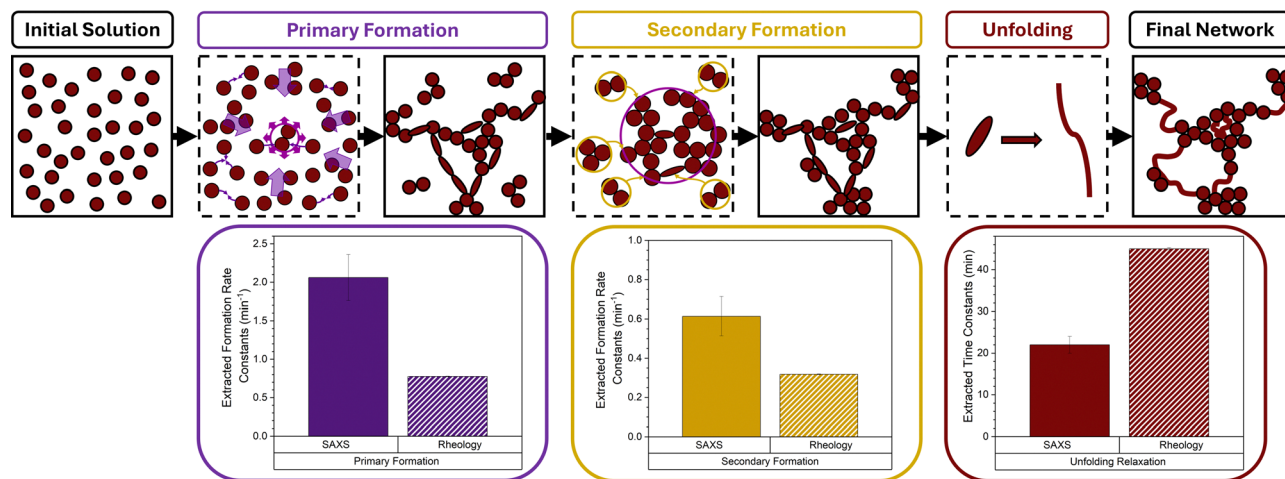 Initial Solution
Primary Formation
Secondary Formation
Unfolding
Final Network
Extracted Formation Rate
Constants (min-1)
2.5
2.0
1.5
1.0
0.5
0.0
SAXS
Rheology
Primary Formation
Extracted Formation Rate
Constants (min-1)
1.0
0.8
0.6
0.4
0.2
0.0
SAXS
Rheology
Secondary Formation
Extracted Time Constants (min)
40
20
0
SAXS
Rheology
Unfolding Relaxation